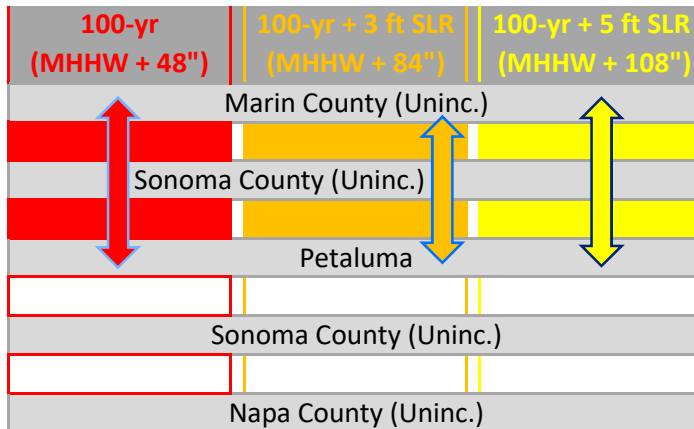 100-yr
(MHHW + 48")
100-yr + 3 ft SLR
(MHHW + 84")
100-yr + 5 ft SLR
(MHHW + 108")
Marin County (Uninc.)
Sonoma County (Uninc.)
Petaluma
Sonoma County (Uninc.)
Napa County (Uninc.)